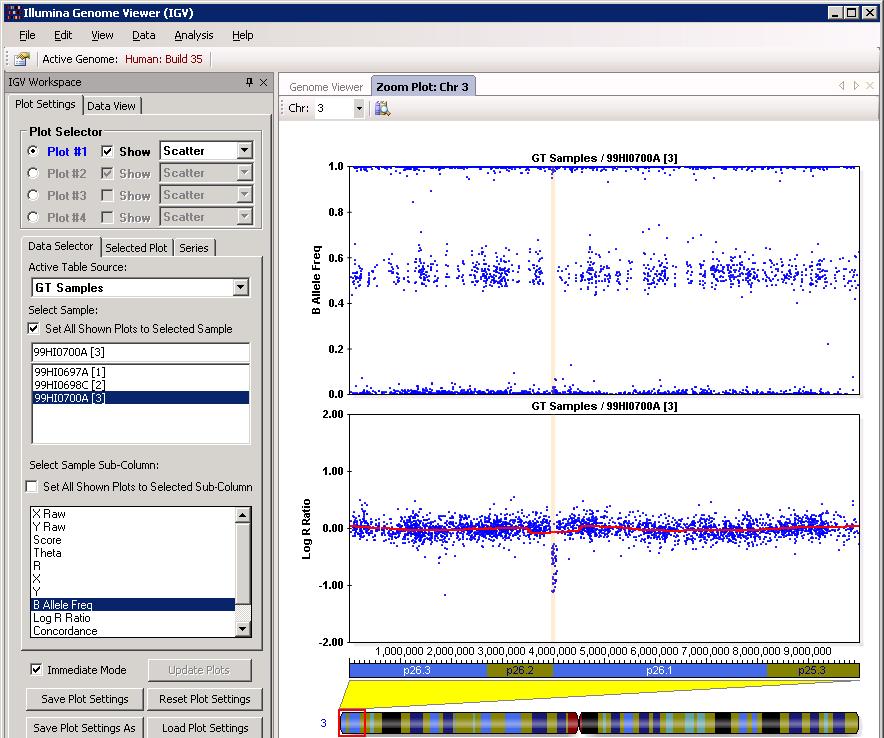 Illumina Genome Viewer (IGV)
File Edit View Data Analysis Help
Active Genome: Human: Build 35
IGV Workspace
Plot Settings Data View
Plot Selector
Plot #1 Show Scatter
Plot #2 Show Scatter
Plot #3 Show Scatter
Plot #4 Show Scatter
Data Selector Selected Plot Series
Active Table Source:
GT Samples
Select Sample:
Set All Shown Plots to Selected Sample
99HI0700A [3]
99HI0697A [1]
99HI0698C [2]
99HI0700A [3]
Select Sample Sub-Column:
Set All Shown Plots to Selected Sub-Column
X Raw
Y Raw
Score
Theta
R
X
Y
B Allele Freq
Log R Ratio
Concordance
Immediate Mode Update Plots
Save Plot Settings Reset Plot Settings
Save Plot Settings As Load Plot Settings
Genome Viewer Zoom Plot: Chr 3
Chr: 3
GT Samples / 99HI0700A [3]
B Allele Freq
1.0
0.8
0.6
0.4
0.2
0.0
GT Samples / 99HI0700A [3]
Log R Ratio
2.00
1.00
0.00
-1.00
-2.00
1,000,000 2,000,000 3,000,000 4,000,000 5,000,000 6,000,000 7,000,000 8,000,000 9,000,000
p26.3 p26.2 p26.1 p25.3
3